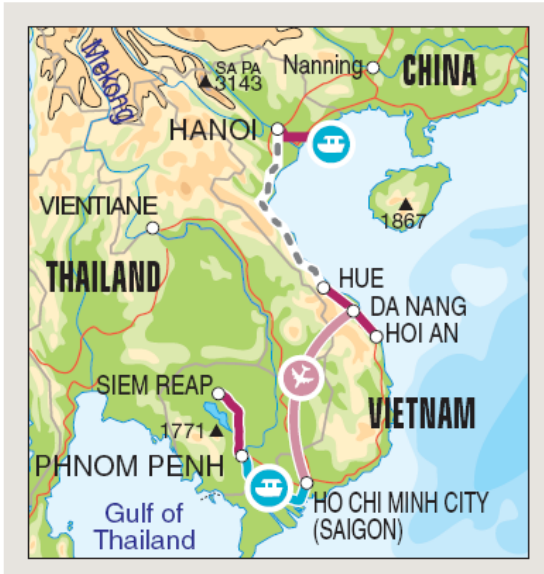 Mekong
SA PA
3143
Nanning
CHINA
HANOI
1867
VIENTIANE
THAILAND
HUE
DA NANG
HOI AN
SIEM REAP
1771
VIETNAM
PHNOM PENH
HO CHI MINH CITY
(SAIGON)
Gulf of
Thailand